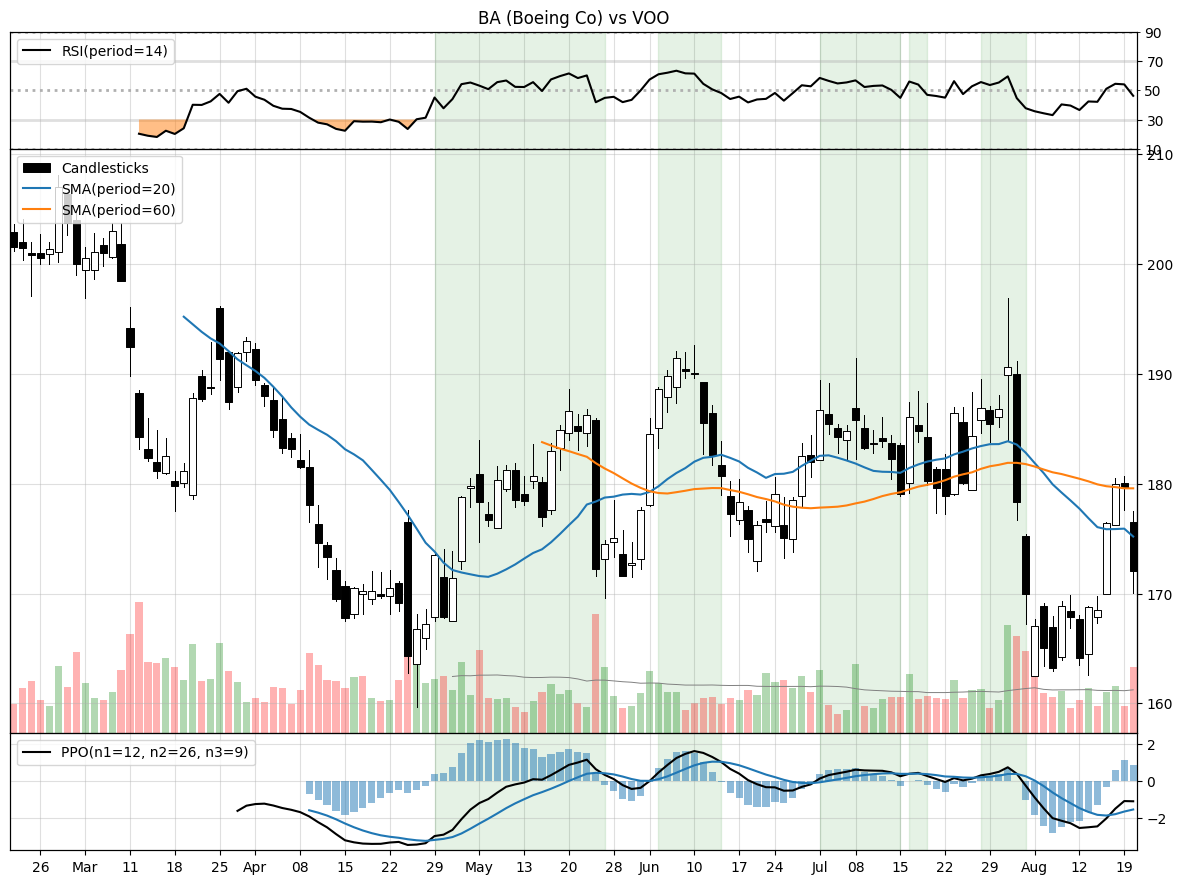 BA (Boeing Co) vs VOO
RSI(period=14)
90
70
50
30
10
Candlesticks
SMA(period=20)
SMA(period=60)
210
200
190
180
170
160
PPO(n1=12, n2=26, n3=9)
2
0
−2
26 Mar 11 18 25 Apr 08 15 22 29 May 13 20 28 Jun 10 17 24 Jul 08 15 22 29 Aug 12 19